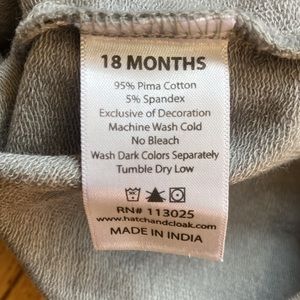 18 MONTHS
95% Pima Cotton
5% Spandex
Exclusive of Decoration
Machine Wash Cold
No Bleach
Wash Dark Colors Separately
Tumble Dry Low
RN# 113025
www.hatchandcloak.com
MADE IN INDIA